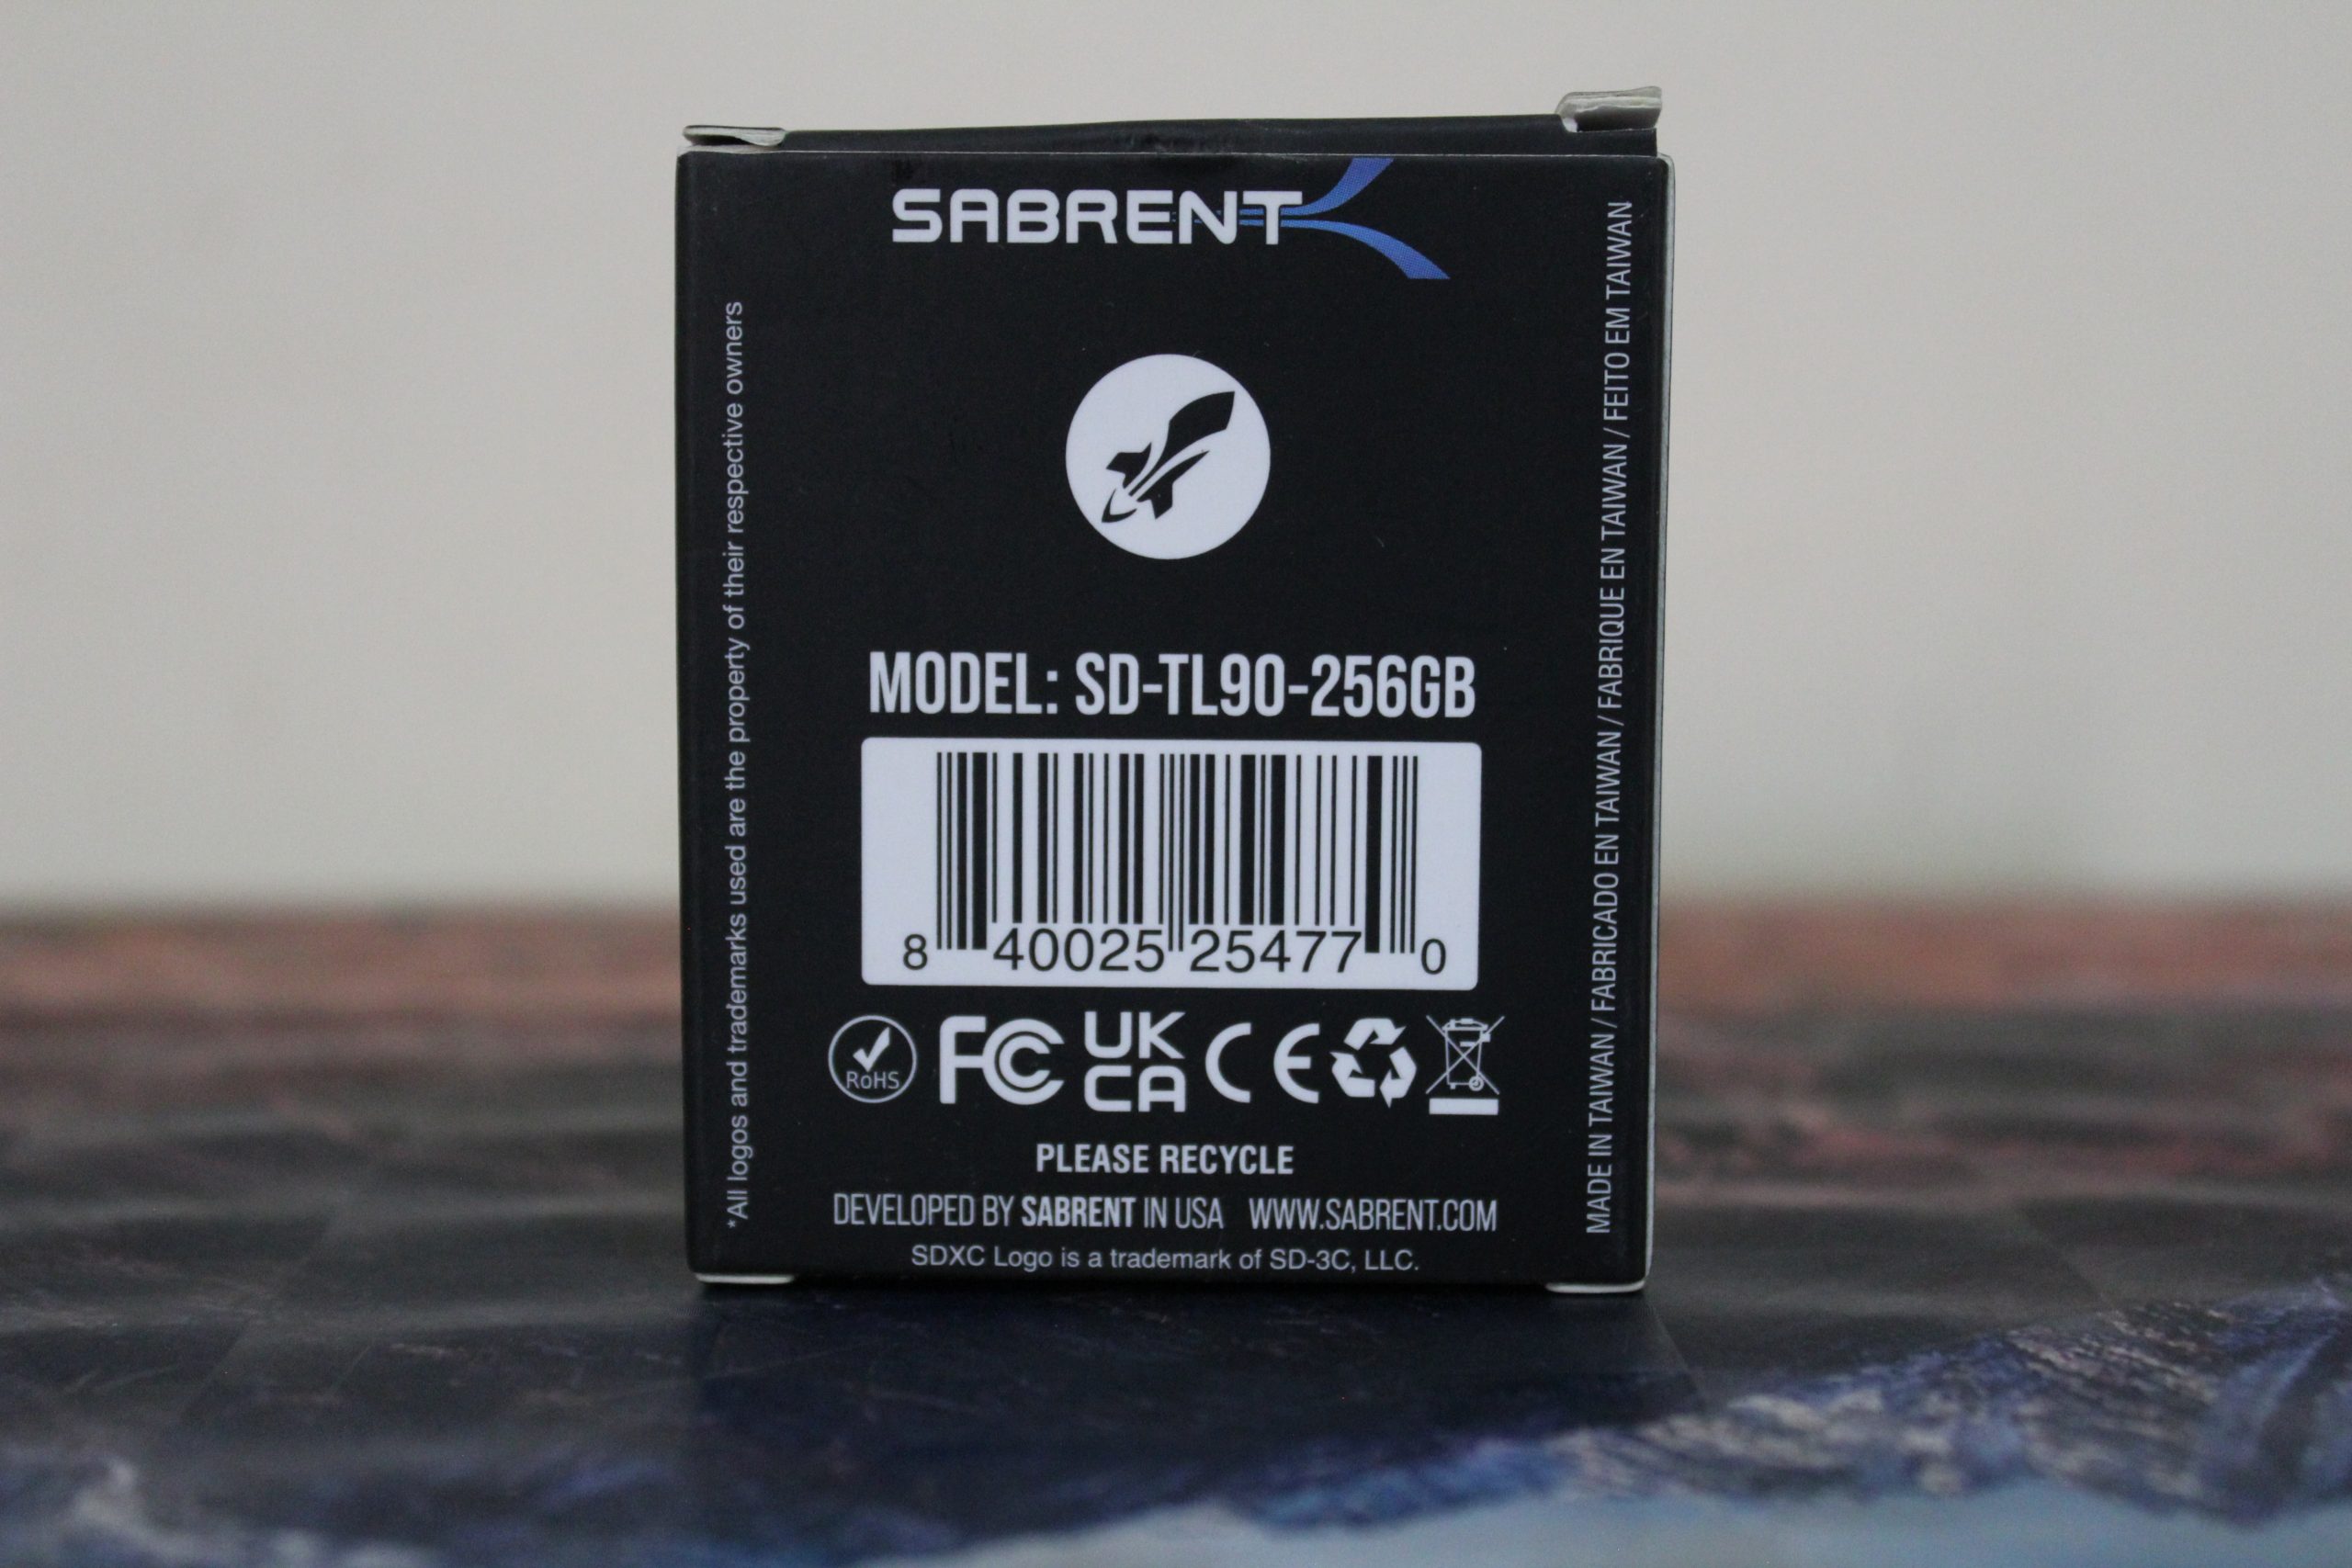 SABRENT
*All logos and trademarks used are the property of their respective owners
MODEL: SD-TL90-256GB
8 40025 25477 0
RoHS FC UK CA CE
PLEASE RECYCLE
DEVELOPED BY SABRENT IN USA WWW.SABRENT.COM
SDXC Logo is a trademark of SD-3C, LLC.
MADE IN TAIWAN / FABRICADO EN TAIWAN / FABRIQUE EN TAIWAN / FEITO EM TAIWAN